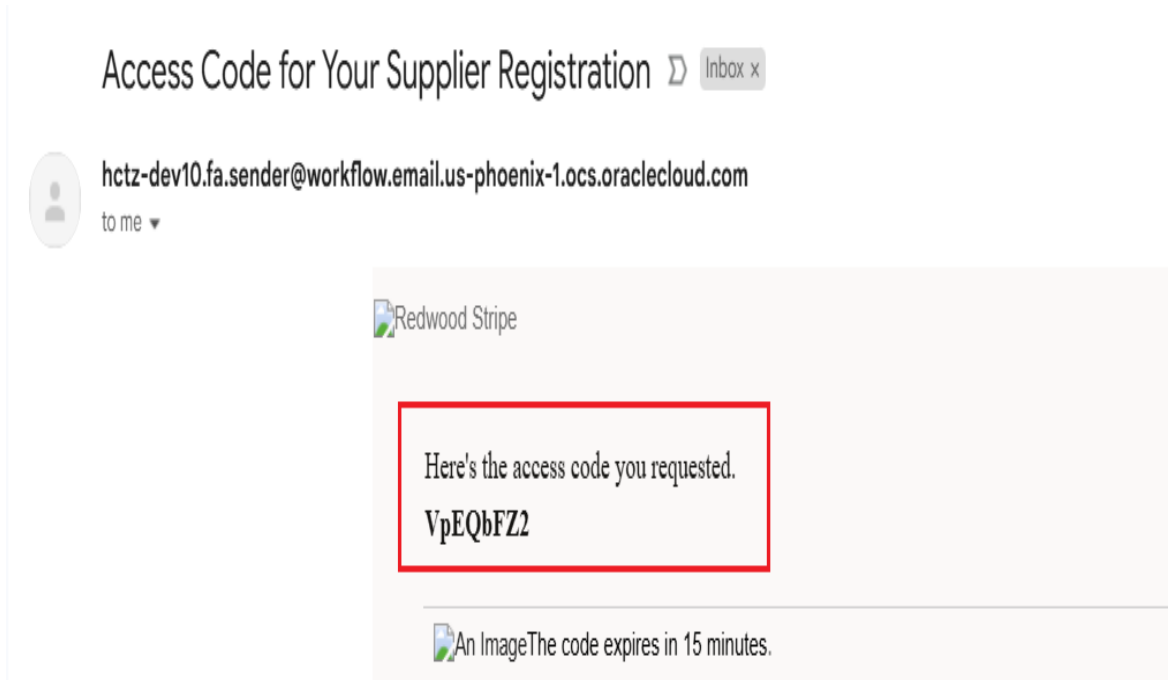 Access Code for Your Supplier Registration Inbox x
hctz-dev10.fa.sender@workflow.email.us-phoenix-1.ocs.oraclecloud.com
to me
Redwood Stripe
Here's the access code you requested.
VpEQbFZ2
An ImageThe code expires in 15 minutes.